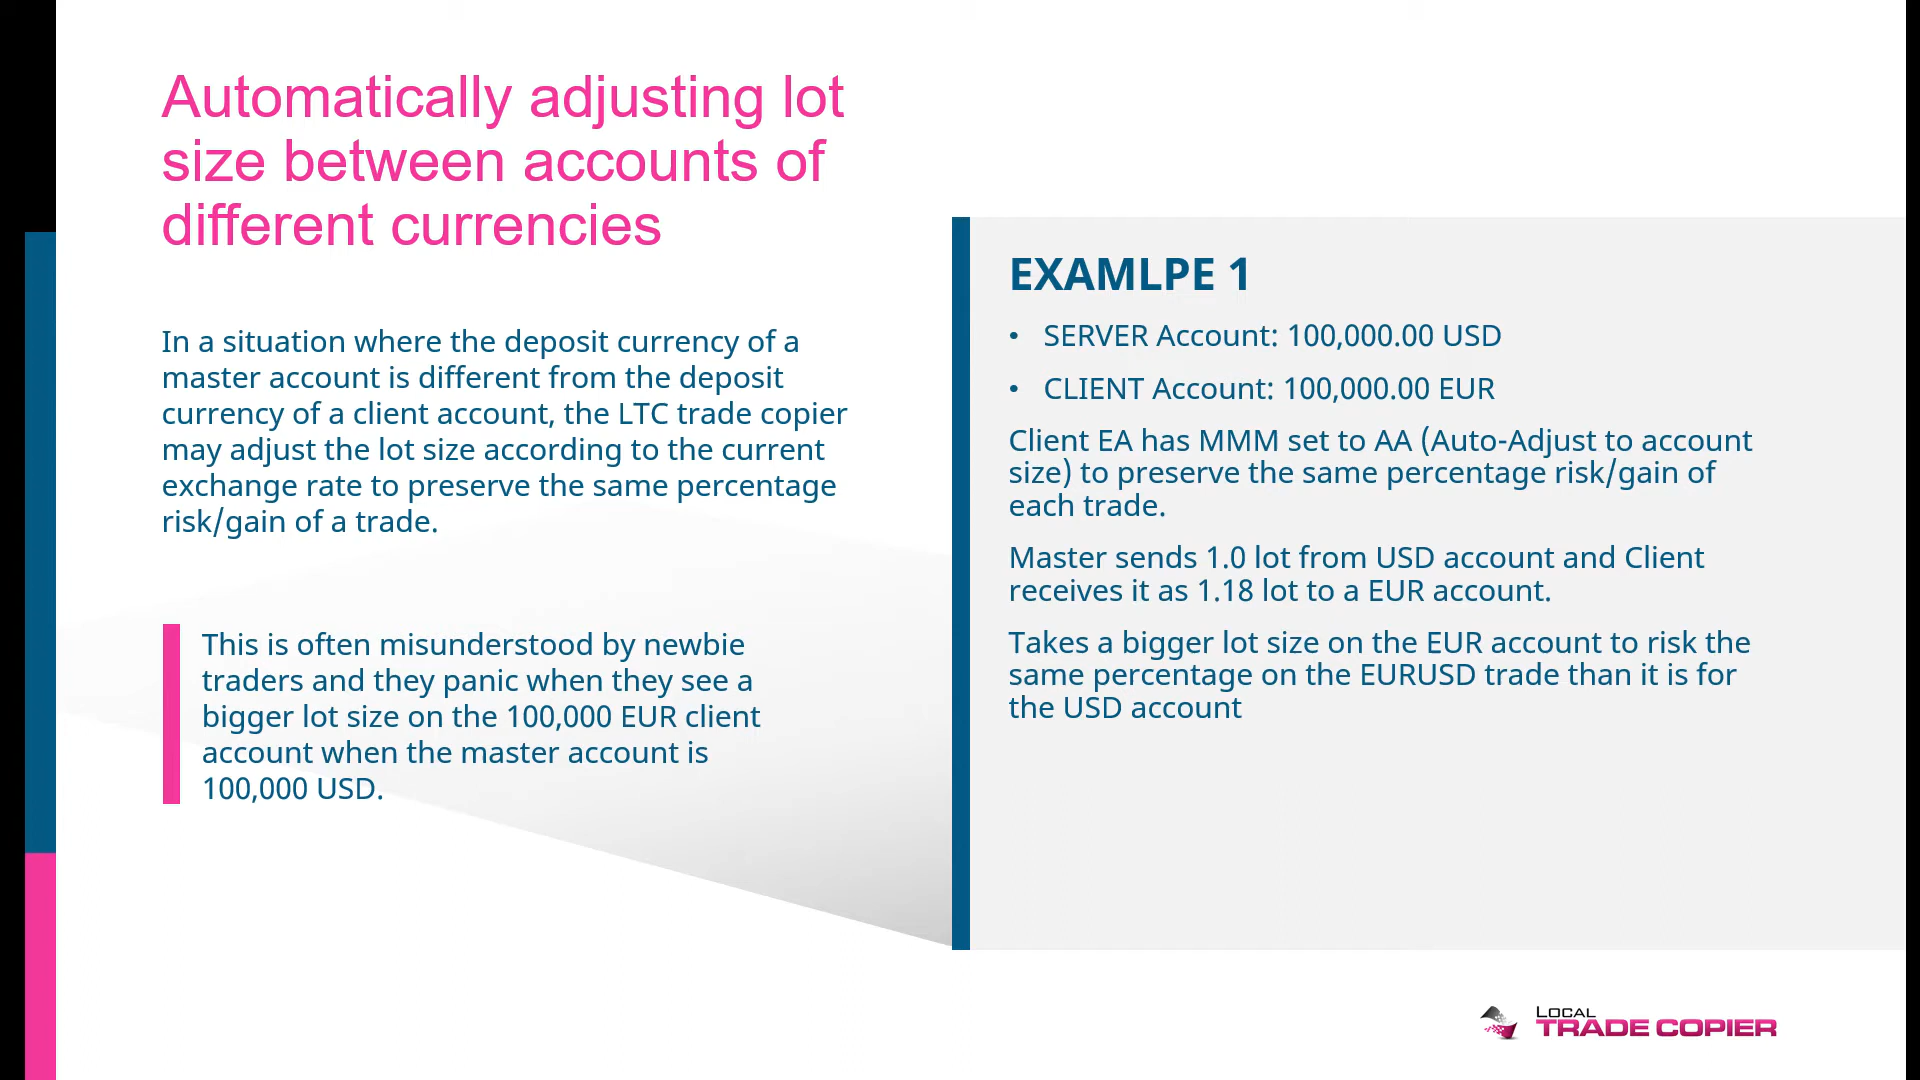 Automatically adjusting lot
size between accounts of
different currencies
In a situation where the deposit currency of a
master account is different from the deposit
currency of a client account, the LTC trade copier
may adjust the lot size according to the current
exchange rate to preserve the same percentage
risk/gain of a trade.
This is often misunderstood by newbie
traders and they panic when they see a
bigger lot size on the 100,000 EUR client
account when the master account is
100,000 USD.
EXAMLPE 1
• SERVER Account: 100,000.00 USD
• CLIENT Account: 100,000.00 EUR
Client EA has MMM set to AA (Auto-Adjust to account
size) to preserve the same percentage risk/gain of
each trade.
Master sends 1.0 lot from USD account and Client
receives it as 1.18 lot to a EUR account.
Takes a bigger lot size on the EUR account to risk the
same percentage on the EURUSD trade than it is for
the USD account
LOCAL
TRADE COPIER